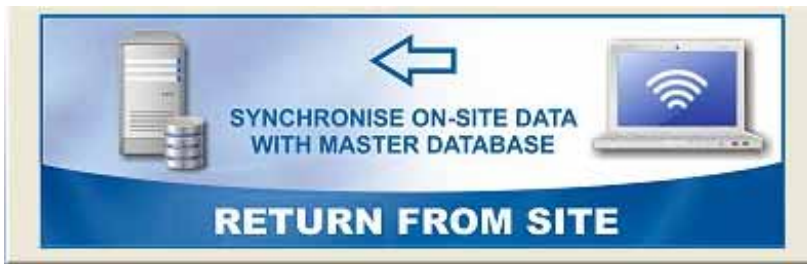 SYNCHRONISE ON-SITE DATA
WITH MASTER DATABASE
RETURN FROM SITE